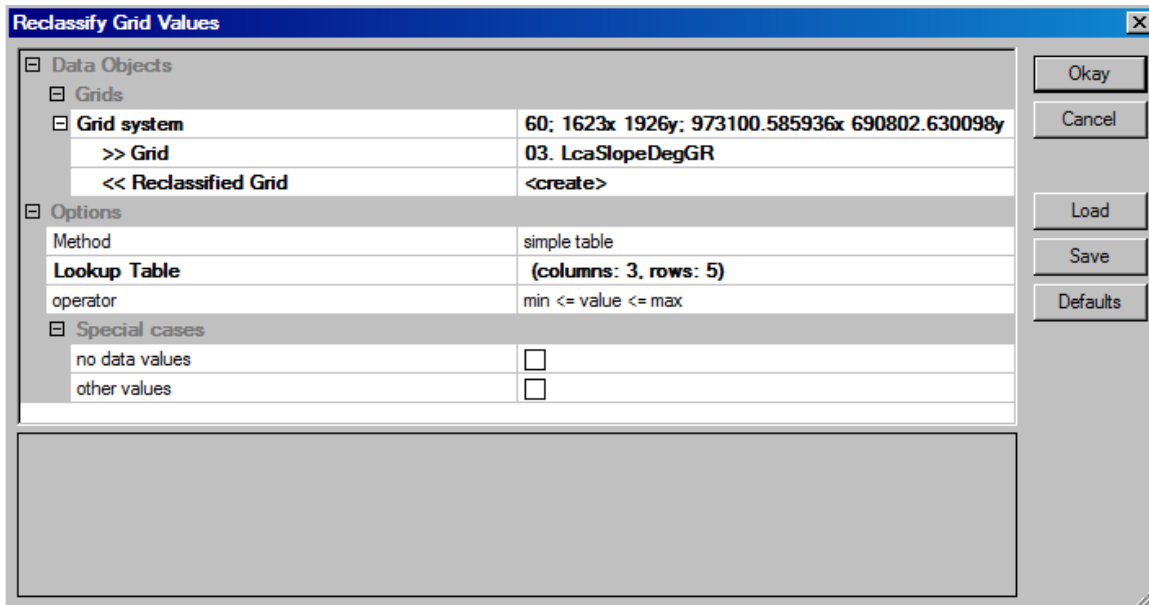 Reclassify Grid Values
Data Objects
Grids
Grid system 60; 1623x 1926y; 973100.585936x 690802.630098y
>> Grid 03. LcaSlopeDegGR
<< Reclassified Grid <create>
Options
Method simple table
Lookup Table (columns: 3, rows: 5)
operator min <= value <= max
Special cases
no data values
other values
Okay
Cancel
Load
Save
Defaults